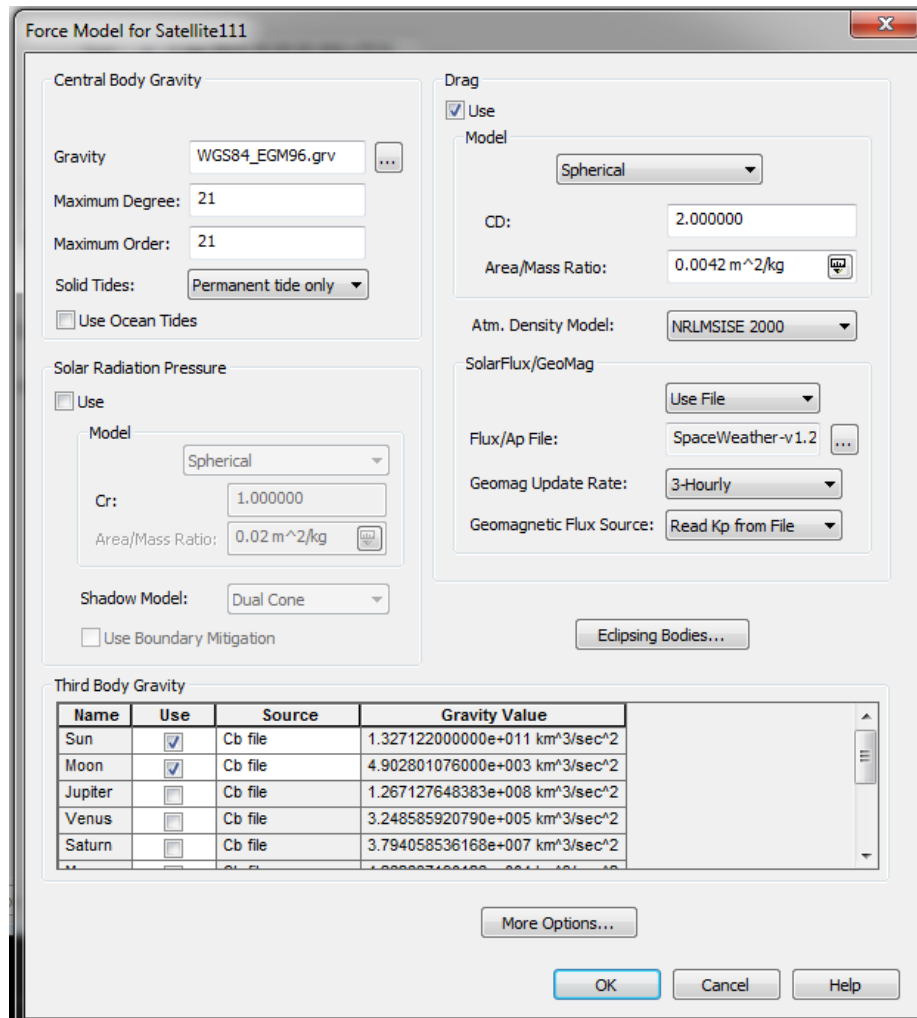 Force Model for Satellite111
Central Body Gravity
Gravity WGS84_EGM96.grv ...
Maximum Degree: 21
Maximum Order: 21
Solid Tides: Permanent tide only
Use Ocean Tides
Solar Radiation Pressure
Use
Model
Spherical
Cr: 1.000000
Area/Mass Ratio: 0.02 m^2/kg
Shadow Model: Dual Cone
Use Boundary Mitigation
Drag
Use
Model
Spherical
CD: 2.000000
Area/Mass Ratio: 0.0042 m^2/kg
Atm. Density Model: NRLMSISE 2000
SolarFlux/GeoMag
Use File
Flux/Ap File: SpaceWeather-v1.2 ...
Geomag Update Rate: 3-Hourly
Geomagnetic Flux Source: Read Kp from File
Eclipsing Bodies...
Third Body Gravity
Name Use Source Gravity Value
Sun Cb file 1.327122000000e+011 km^3/sec^2
Moon Cb file 4.902801076000e+003 km^3/sec^2
Jupiter Cb file 1.267127648383e+008 km^3/sec^2
Venus Cb file 3.248585920790e+005 km^3/sec^2
Saturn Cb file 3.794058536168e+007 km^3/sec^2
More Options...
OK Cancel Help